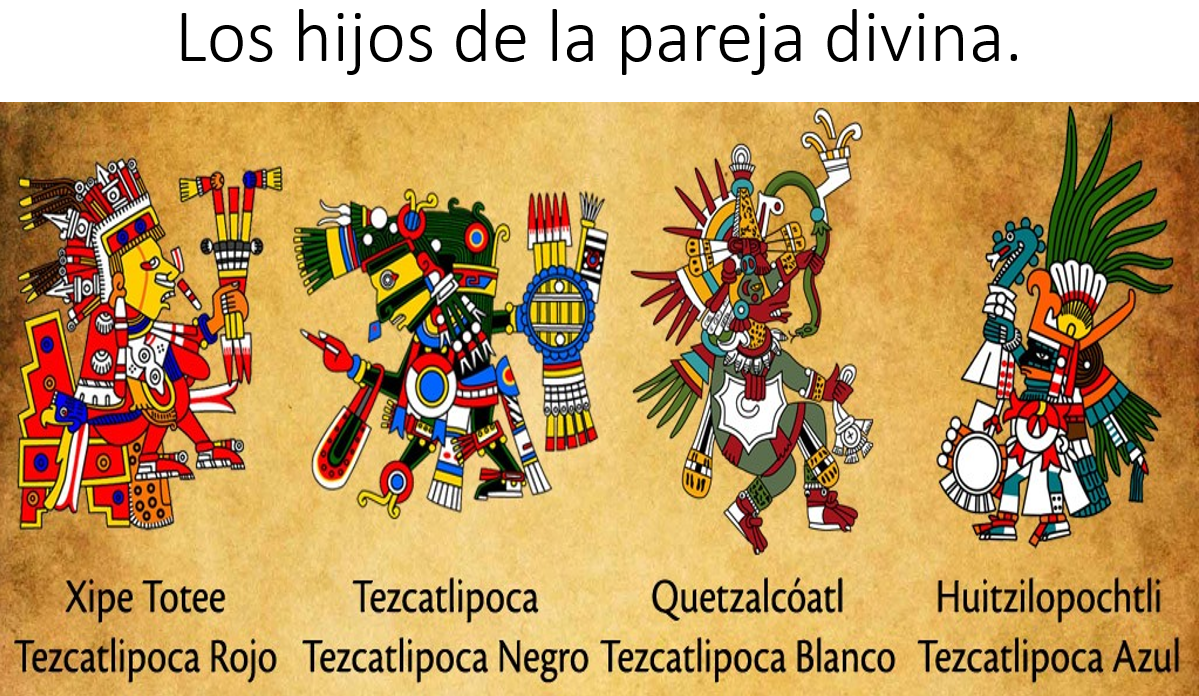 Los hijos de la pareja divina.
Xipe Totee Tezcatlipoca Quetzalcóatl Huitzilopochtli
Tezcatlipoca Rojo Tezcatlipoca Negro Tezcatlipoca Blanco Tezcatlipoca Azul